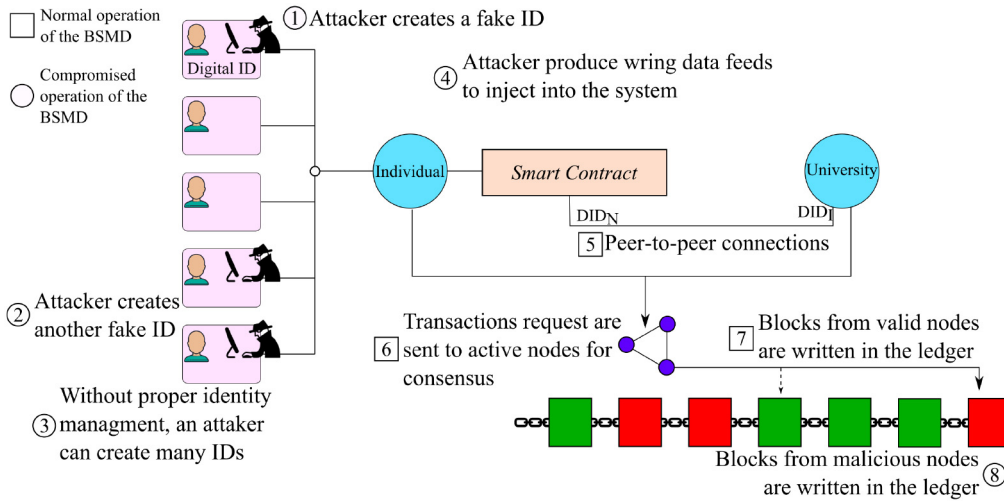 Normal operation
of the BSMD
Compromised
operation of the
BSMD
① Attacker creates a fake ID
Digital ID
④ Attacker produce wring data feeds
to inject into the system
Individual
Smart Contract
University
DID_N
DID_I
5 Peer-to-peer connections
② Attacker creates
another fake ID
Without proper identity
③ managment, an attaker
can create many IDs
Transactions request are
6 sent to active nodes for
consensus
7 Blocks from valid nodes
are written in the ledger
Blocks from malicious nodes
are written in the ledger ⑧